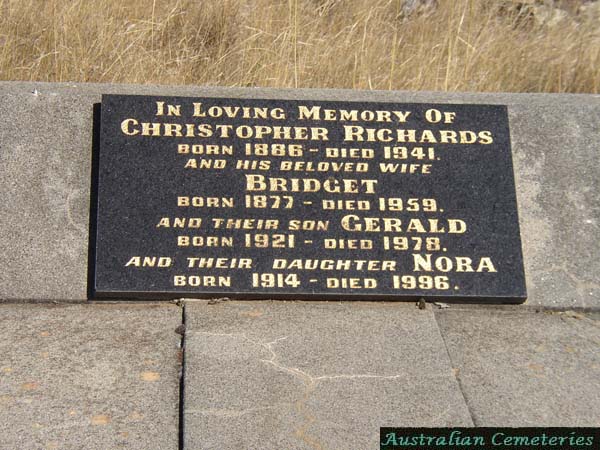 In Loving Memory Of
Christopher Richards
BORN 1886 - DIED 1941.
AND HIS BELOVED WIFE
Bridget
BORN 1877 - DIED 1959.
AND THEIR SON Gerald
BORN 1921 - DIED 1978.
AND THEIR DAUGHTER Nora
BORN 1914 - DIED 1996.
Australian Cemeteries